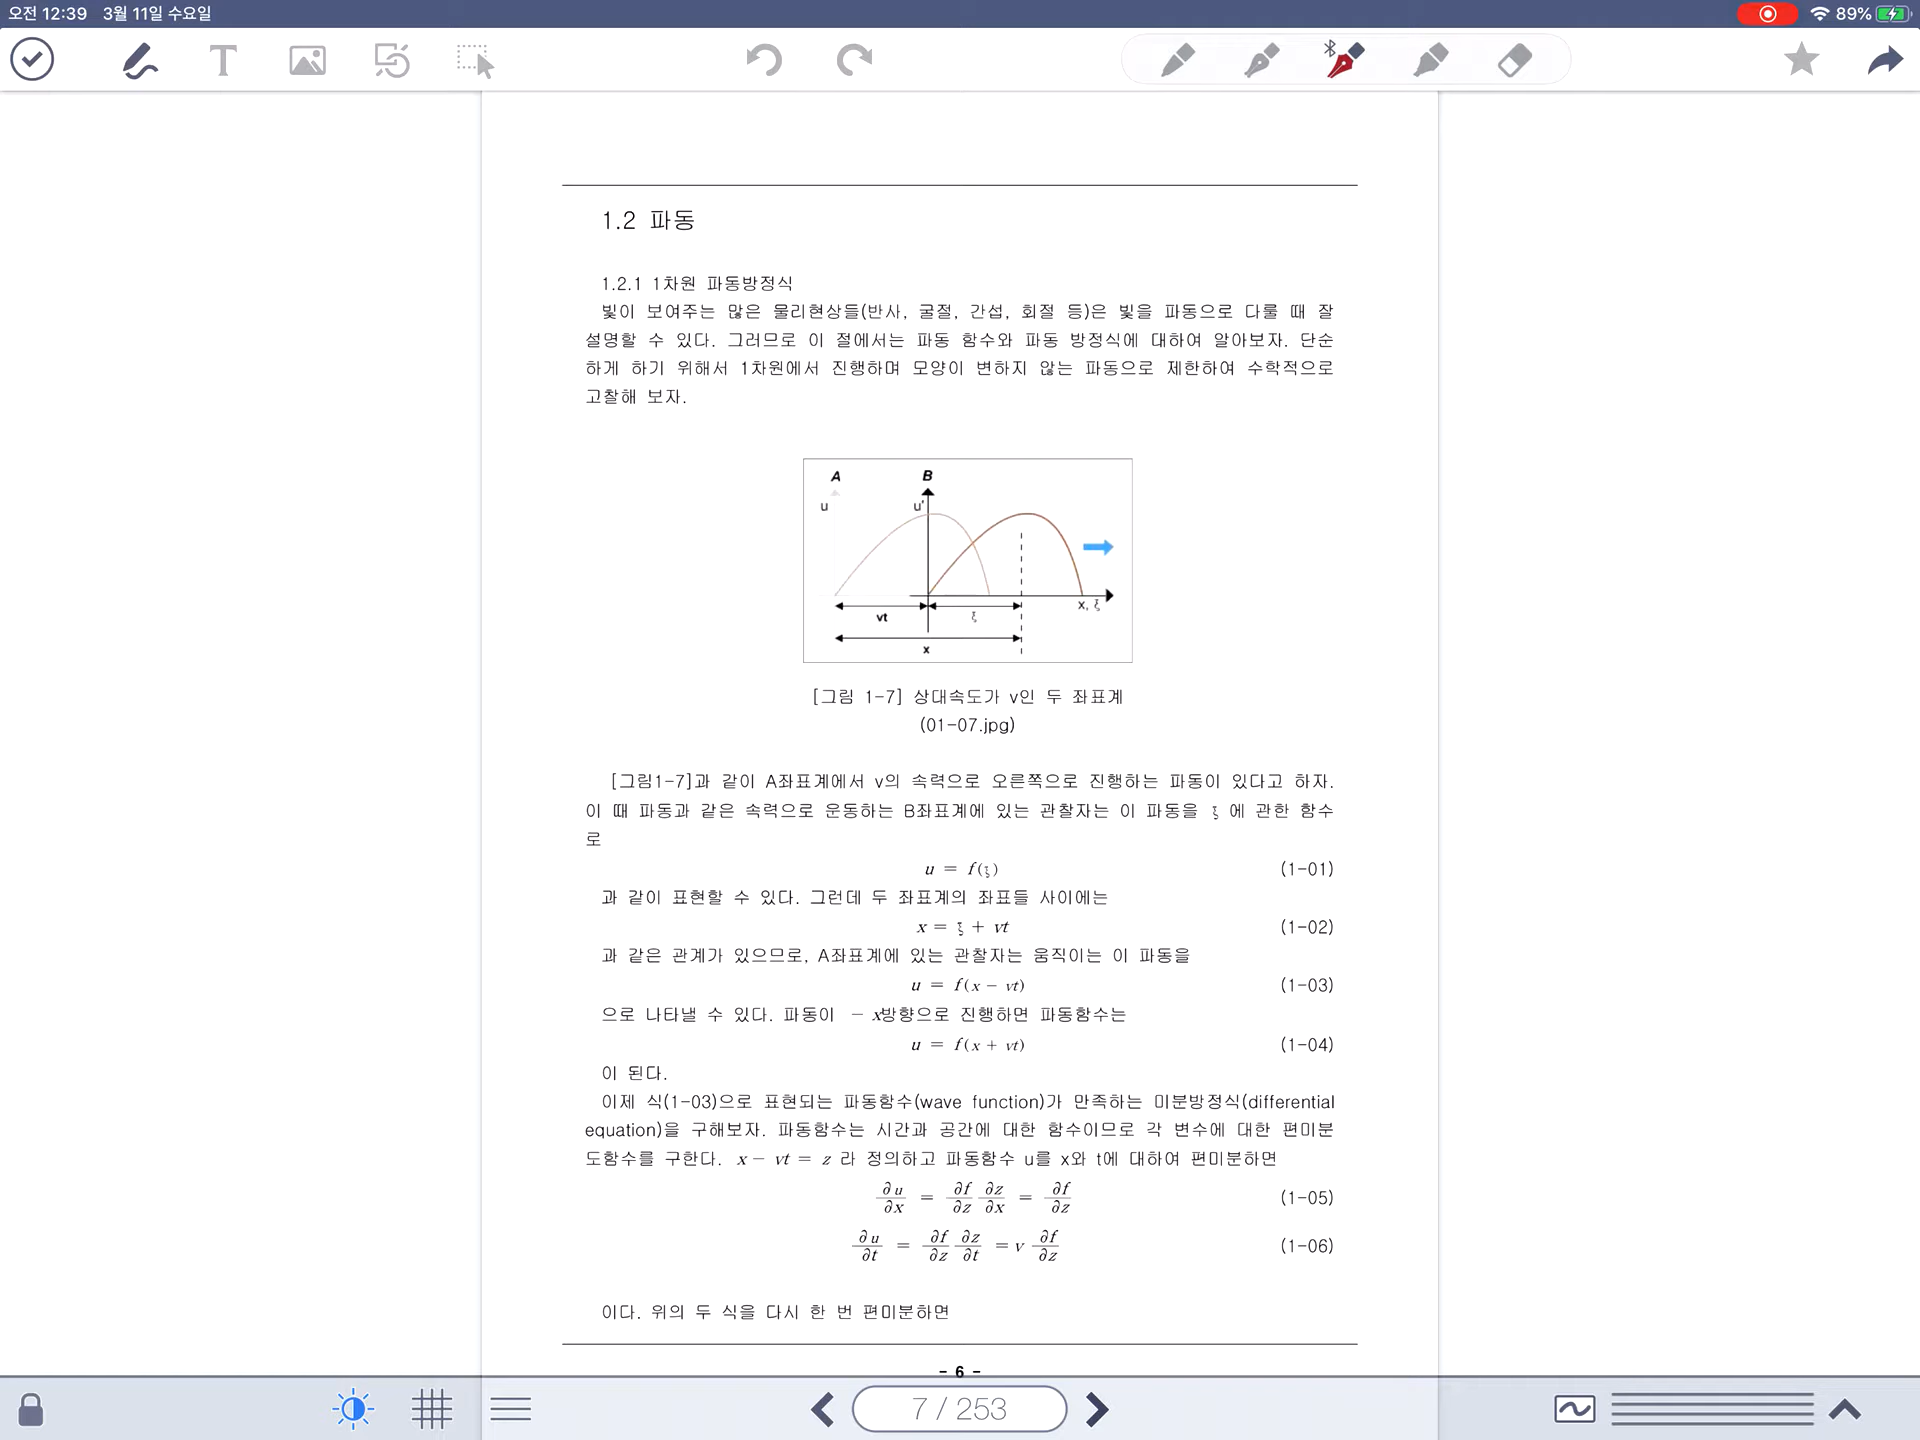 오전 12:39 3월 11일 수요일 89%
T
1.2 파동
1.2.1 1차원 파동방정식
빛이 보여주는 많은 물리현상들(반사, 굴절, 간섭, 회절 등)은 빛을 파동으로 다룰 때 잘
설명할 수 있다. 그러므로 이 절에서는 파동 함수와 파동 방정식에 대하여 알아보자. 단순
하게 하기 위해서 1차원에서 진행하며 모양이 변하지 않는 파동으로 제한하여 수학적으로
고찰해 보자.
A B
u u'
x, ξ
vt ξ
x
[그림 1-7] 상대속도가 v인 두 좌표계
(01-07.jpg)
[그림1-7]과 같이 A좌표계에서 v의 속력으로 오른쪽으로 진행하는 파동이 있다고 하자.
이 때 파동과 같은 속력으로 운동하는 B좌표계에 있는 관찰자는 이 파동을 ξ 에 관한 함수
로
u = f(ξ) (1-01)
과 같이 표현할 수 있다. 그런데 두 좌표계의 좌표들 사이에는
x = ξ + vt (1-02)
과 같은 관계가 있으므로, A좌표계에 있는 관찰자는 움직이는 이 파동을
u = f(x - vt) (1-03)
으로 나타낼 수 있다. 파동이 - x방향으로 진행하면 파동함수는
u = f(x + vt) (1-04)
이 된다.
이제 식(1-03)으로 표현되는 파동함수(wave function)가 만족하는 미분방정식(differential
equation)을 구해보자. 파동함수는 시간과 공간에 대한 함수이므로 각 변수에 대한 편미분
도함수를 구한다. x - vt = z 라 정의하고 파동함수 u를 x와 t에 대하여 편미분하면
∂u/∂x = ∂f/∂z ∂z/∂x = ∂f/∂z (1-05)
∂u/∂t = ∂f/∂z ∂z/∂t = v ∂f/∂z (1-06)
이다. 위의 두 식을 다시 한 번 편미분하면
- 6 -
7 / 253